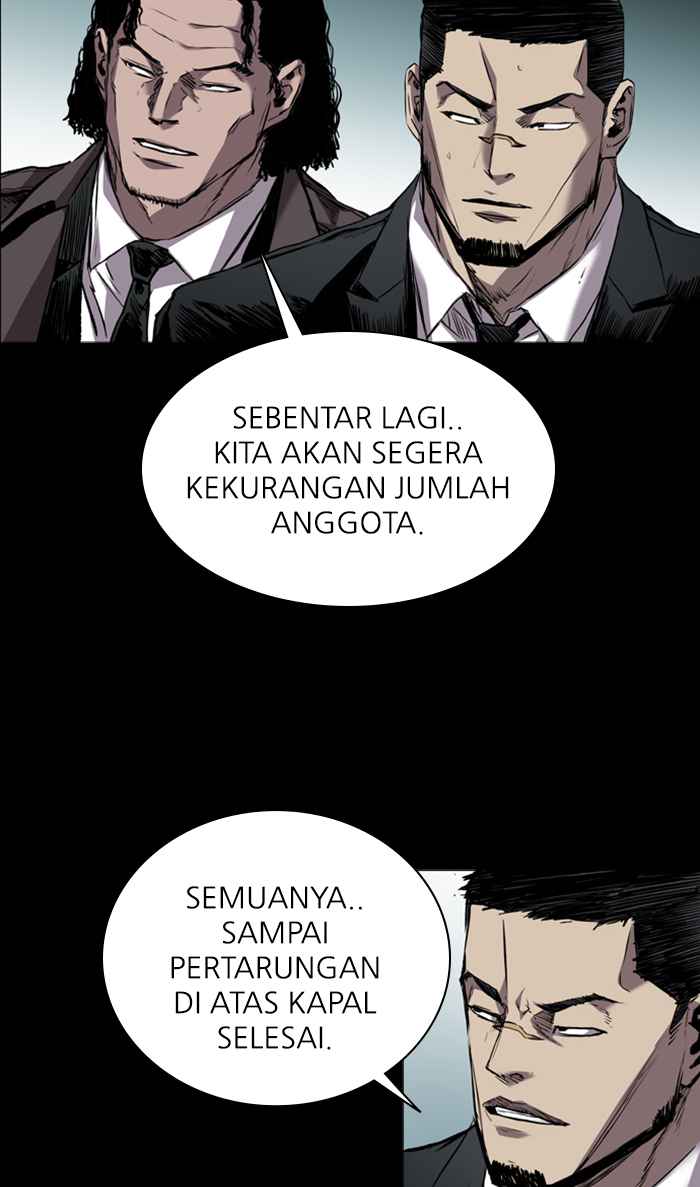 SEBENTAR LAGI..
KITA AKAN SEGERA
KEKURANGAN JUMLAH
ANGGOTA.
SEMUANYA..
SAMPAI
PERTARUNGAN
DI ATAS KAPAL
SELESAI.